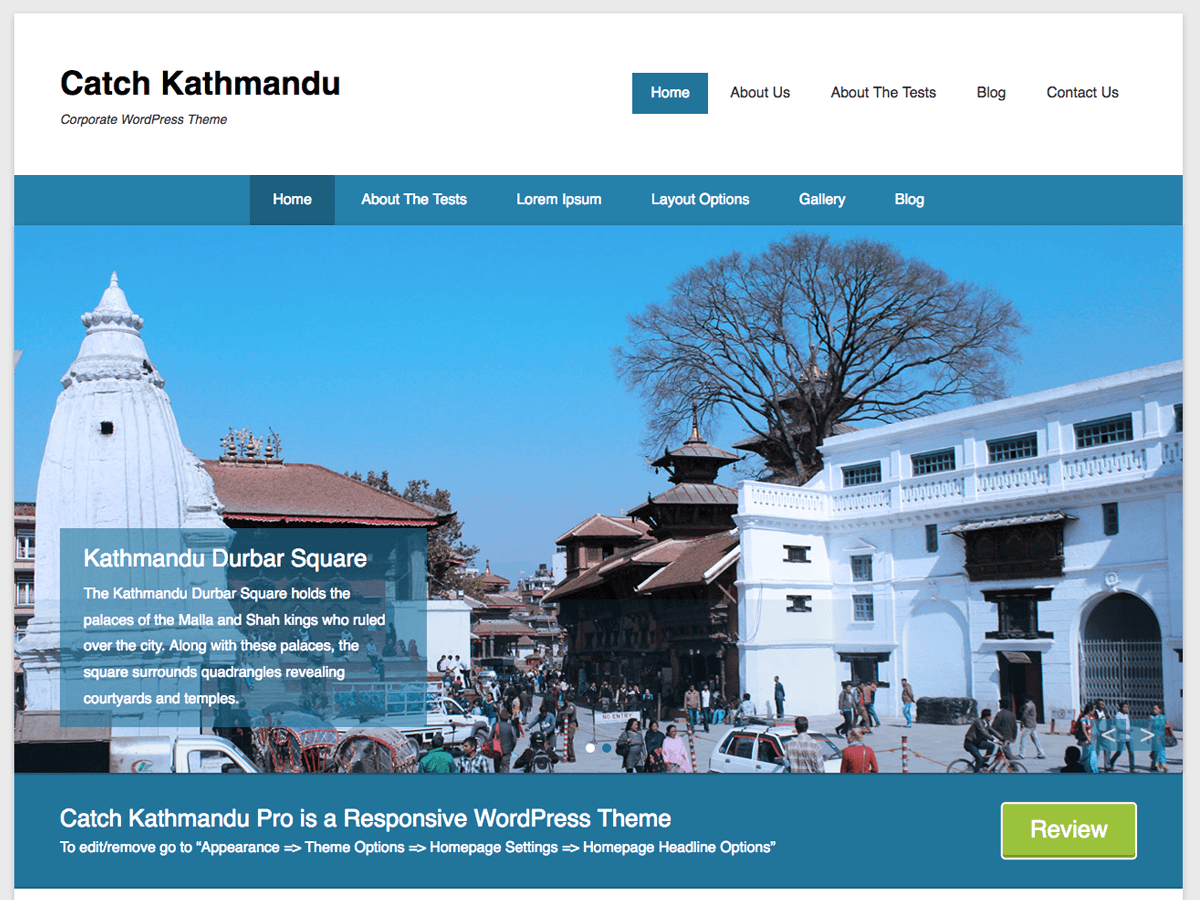 Catch Kathmandu
Corporate WordPress Theme
Home About Us About The Tests Blog Contact Us
Home About The Tests Lorem Ipsum Layout Options Gallery Blog
Kathmandu Durbar Square
The Kathmandu Durbar Square holds the
palaces of the Malla and Shah kings who ruled
over the city. Along with these palaces, the
square surrounds quadrangles revealing
courtyards and temples.
NO ENTRY
< >
Catch Kathmandu Pro is a Responsive WordPress Theme
To edit/remove go to “Appearance => Theme Options => Homepage Settings => Homepage Headline Options”
Review